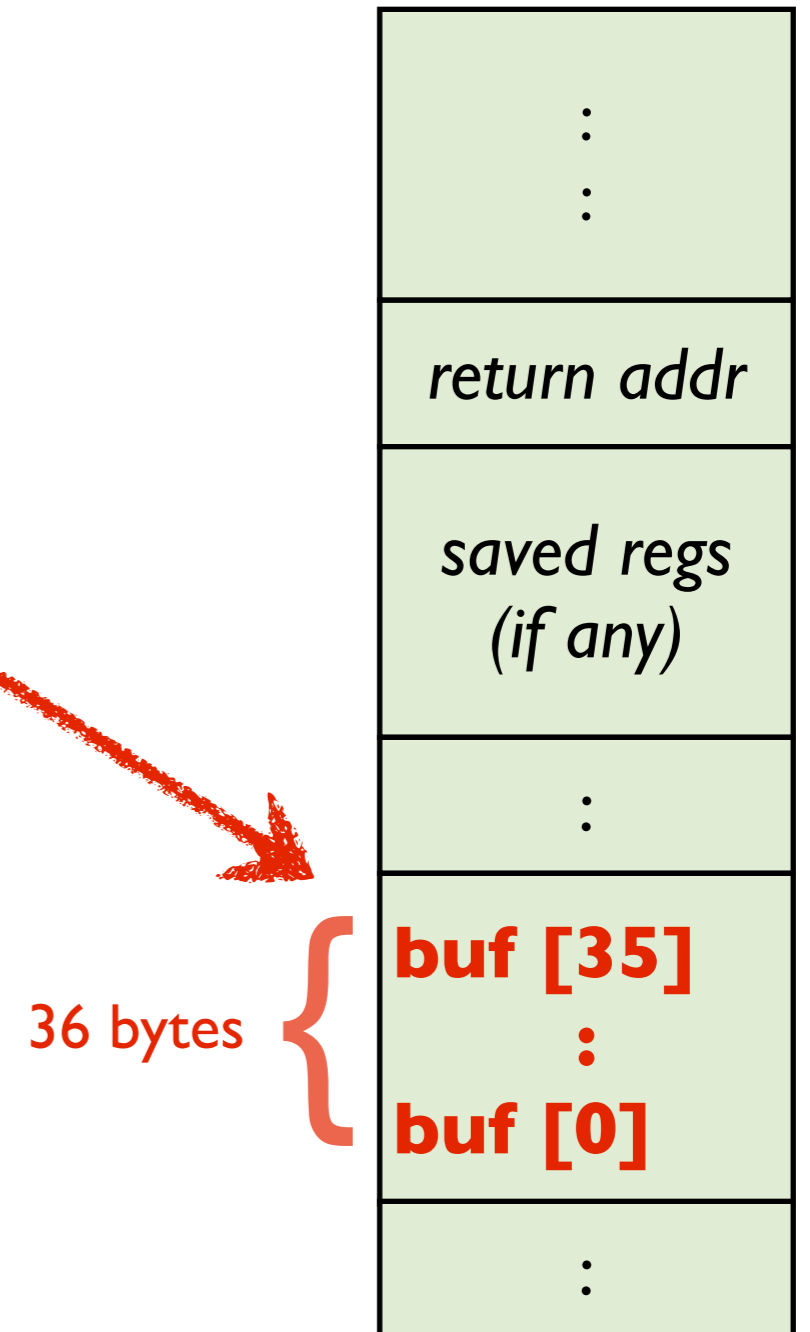 :
:
return addr
saved regs
(if any)
:
buf [35]
36 bytes { :
buf [0]
: